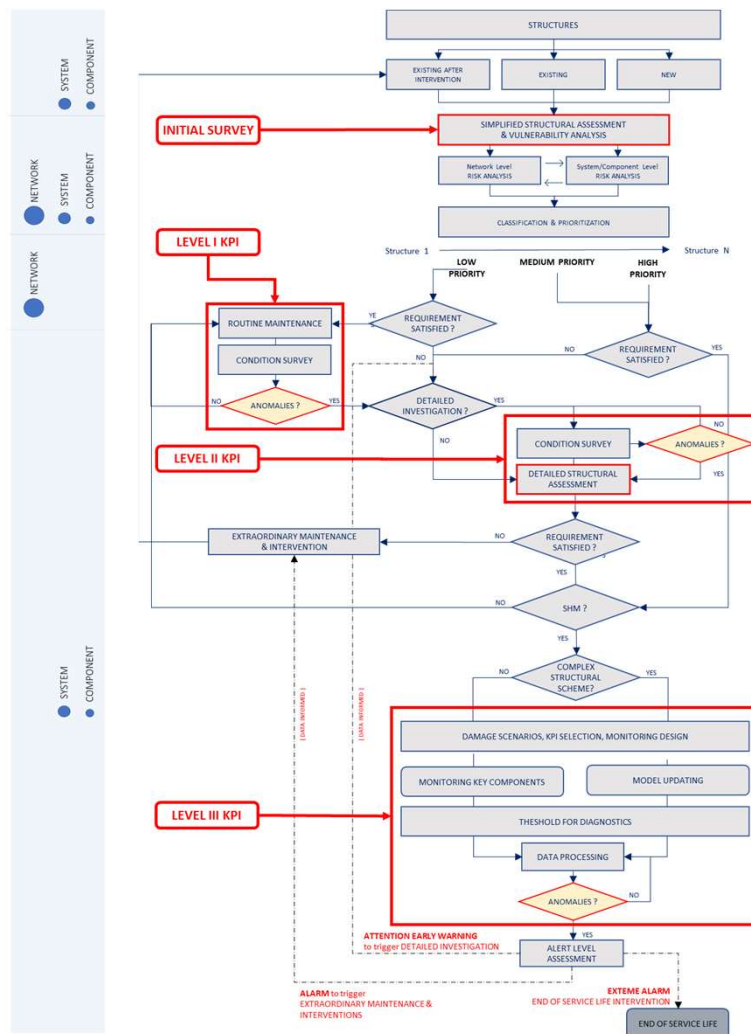 SYSTEM
COMPONENT
NETWORK
SYSTEM
COMPONENT
NETWORK
SYSTEM
COMPONENT
STRUCTURES
EXISTING AFTER
INTERVENTION
EXISTING
NEW
INITIAL SURVEY
SIMPLIFIED STRUCTURAL ASSESSMENT
& VULNERABILITY ANALYSIS
Network Level
RISK ANALYSIS
System/Component Level
RISK ANALYSIS
CLASSIFICATION & PRIORITIZATION
LEVEL I KPI
Structure 1
Structure N
LOW
PRIORITY
MEDIUM PRIORITY
HIGH
PRIORITY
ROUTINE MAINTENANCE
YE
REQUIREMENT
SATISFIED ?
REQUIREMENT
SATISFIED ?
YES
NO
NO
CONDITION SURVEY
NO
ANOMALIES ?
YES
DETAILED
INVESTIGATION ?
YES
NO
NO
LEVEL II KPI
CONDITION SURVEY
ANOMALIES ?
YES
DETAILED STRUCTURAL
ASSESSMENT
EXTRAORDINARY MAINTENANCE
& INTERVENTION
NO
REQUIREMENT
SATISFIED ?
YES
NO
SHM ?
YES
NO
COMPLEX
STRUCTURAL
SCHEME?
YES
[ DATA INFORMED ]
[ DATA INFORMED ]
DAMAGE SCENARIOS, KPI SELECTION, MONITORING DESIGN
MONITORING KEY COMPONENTS
MODEL UPDATING
LEVEL III KPI
THESHOLD FOR DIAGNOSTICS
DATA PROCESSING
ANOMALIES ?
NO
YES
ATTENTION EARLY WARNING
to trigger DETAILED INVESTIGATION
ALERT LEVEL
ASSESSMENT
ALARM to trigger
EXTRAORDINARY MAINTENANCE &
INTERVENTIONS
EXTEME ALARM
END OF SERVICE LIFE INTERVENTION
END OF SERVICE LIFE